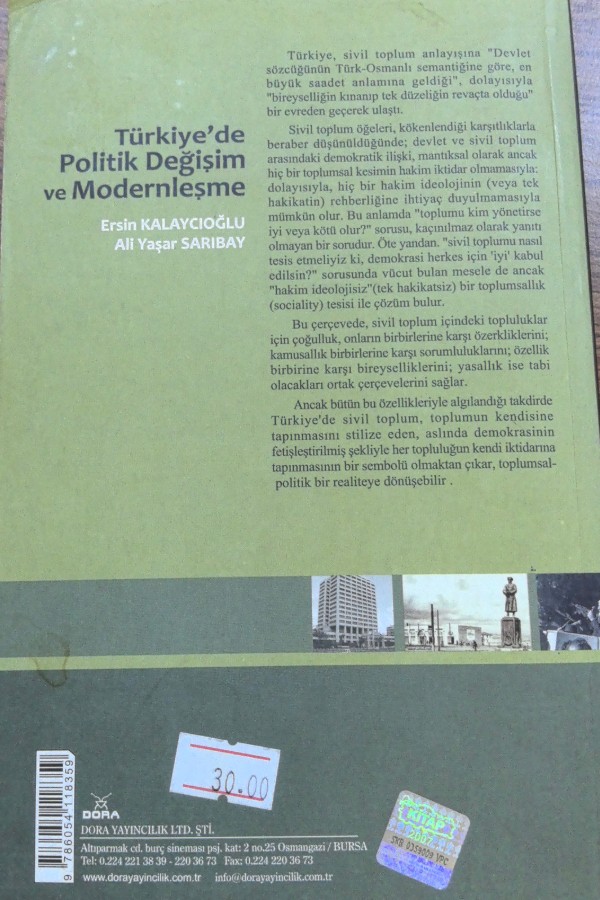 Türkiye, sivil toplum anlayışına "Devlet
sözcüğünün Türk-Osmanlı semantiğine göre, en
büyük saadet anlamına geldiği", dolayısıyla
"bireyselliğin kınanıp tek düzeliğin revaçta olduğu"
bir evreden geçerek ulaştı.
Sivil toplum öğeleri, kökenlendiği karşıtlıklarla
beraber düşünüldüğünde; devlet ve sivil toplum
arasındaki demokratik ilişki, mantıksal olarak ancak
hiç bir toplumsal kesimin hakim iktidar olmamasıyla:
dolayısıyla, hiç bir hakim ideolojinin (veya tek
hakikatin) rehberliğine ihtiyaç duyulmamasıyla
mümkün olur. Bu anlamda "toplumu kim yönetirse
iyi veya kötü olur?" sorusu, kaçınılmaz olarak yanıtı
olmayan bir sorudur. Öte yandan. "sivil toplumu nasıl
tesis etmeliyiz ki, demokrasi herkes için 'iyi' kabul
edilsin?" sorusunda vücut bulan mesele de ancak
"hakim ideolojisiz"(tek hakikatsiz) bir toplumsallık
(sociality) tesisi ile çözüm bulur.
Bu çerçevede, sivil toplum içindeki topluluklar
için çoğulluk, onların birbirlerine karşı özerkliklerini;
kamusallık birbirlerine karşı sorumluluklarını; özellik
birbirine karşı bireyselliklerini; yasallık ise tabi
olacakları ortak çerçevelerini sağlar.
Ancak bütün bu özellikleriyle algılandığı takdirde
Türkiye'de sivil toplum, toplumun kendisine
tapınmasını stilize eden, aslında demokrasinin
fetişleştirilmiş şekliyle her topluluğun kendi iktidarına
tapınmasının bir sembolü olmaktan çıkar, toplumsal-
politik bir realiteye dönüşebilir .
Türkiye'de
Politik Değişim
ve Modernleşme
Ersin KALAYCIOĞLU
Ali Yaşar SARIBAY
9 786054 118359
30.00
DORA
DORA YAYINCILIK LTD. ŞTİ.
Altıparmak cd. burç sineması psj. kat: 2 no.25 Osmangazi / BURSA
Tel: 0.224 221 38 39 - 220 36 73 Fax: 0.224 220 36 73
www.dorayayincilik.com.tr info@dorayayincilik.com.tr
KİTAP
SKU 0359009 VPC